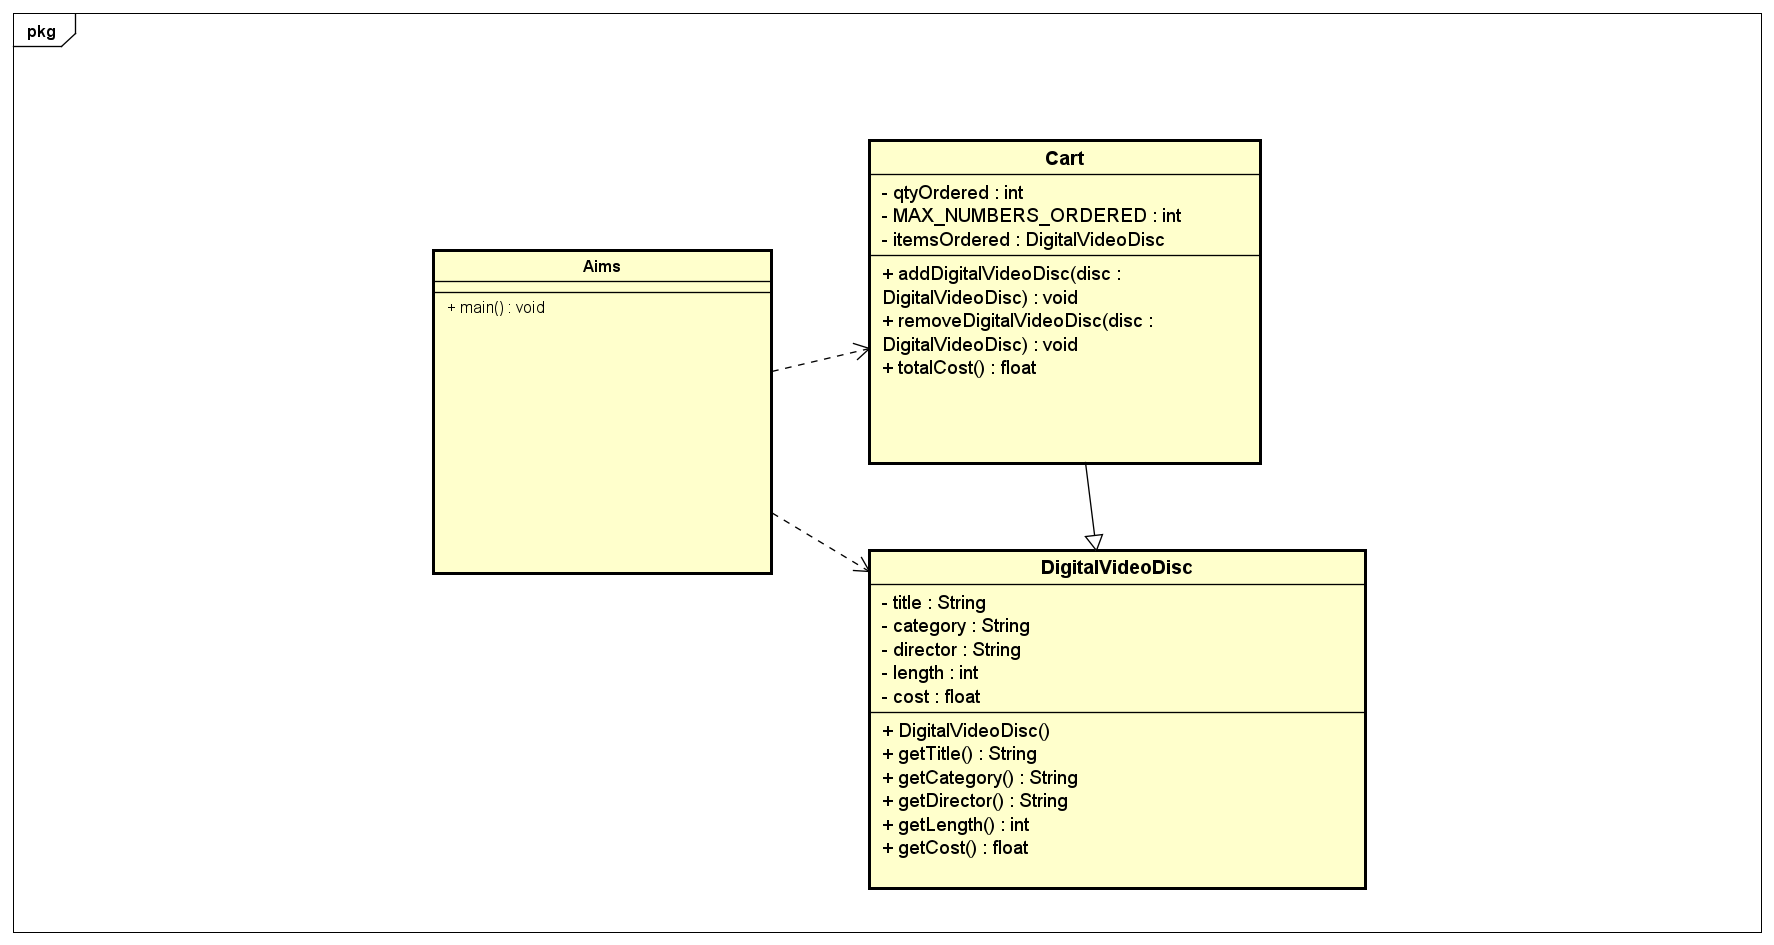 pkg
Aims
+ main() : void
Cart
- qtyOrdered : int
- MAX_NUMBERS_ORDERED : int
- itemsOrdered : DigitalVideoDisc
+ addDigitalVideoDisc(disc :
DigitalVideoDisc) : void
+ removeDigitalVideoDisc(disc :
DigitalVideoDisc) : void
+ totalCost() : float
DigitalVideoDisc
- title : String
- category : String
- director : String
- length : int
- cost : float
+ DigitalVideoDisc()
+ getTitle() : String
+ getCategory() : String
+ getDirector() : String
+ getLength() : int
+ getCost() : float